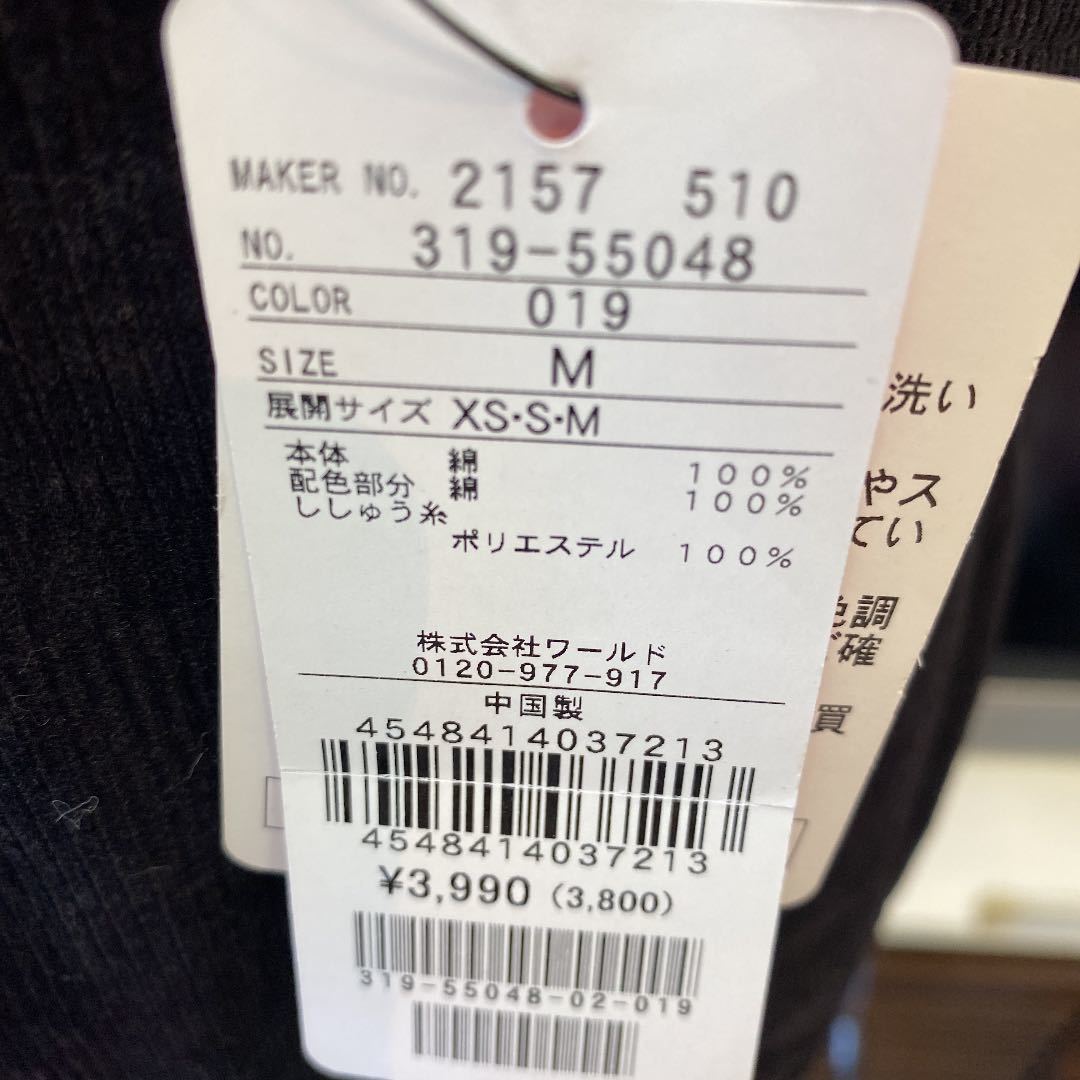 MAKER NO. 2157 510
NO. 319-55048
COLOR 019
SIZE M
展開サイズ XS・S・M
本体 綿 100%
配色部分 綿 100%
ししゅう糸
ポリエステル 100%
株式会社ワールド
0120-977-917
中国製
4548414037213
4548414037213
¥3,990 (3,800)
319-55048-02-019
洗い
やス
てい
色調
ご確
買